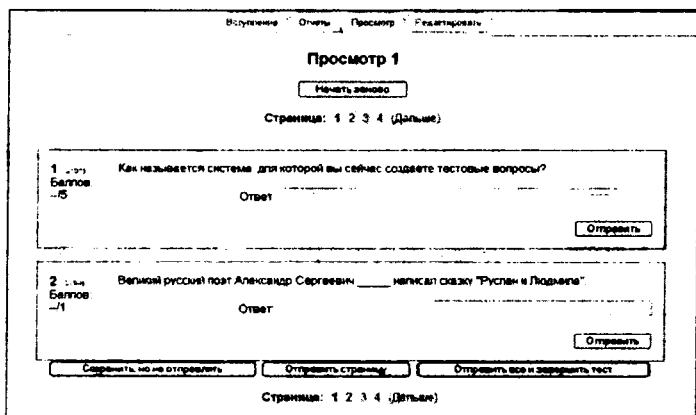 Вступление Отчеты Просмотр Редактировать
Просмотр 1
Начать заново
Страница: 1 2 3 4 (Дальше)
1 Как называется система, для которой вы сейчас создаете тестовые вопросы?
Баллов:
--/5 Ответ
Отправить
2 Великий русский поэт Александр Сергеевич _____ написал сказку "Руслан и Людмила".
Баллов:
--/1 Ответ
Отправить
Сохранить, но не отправлять Отправить страницу Отправить все и завершить тест
Страница: 1 2 3 4 (Дальше)